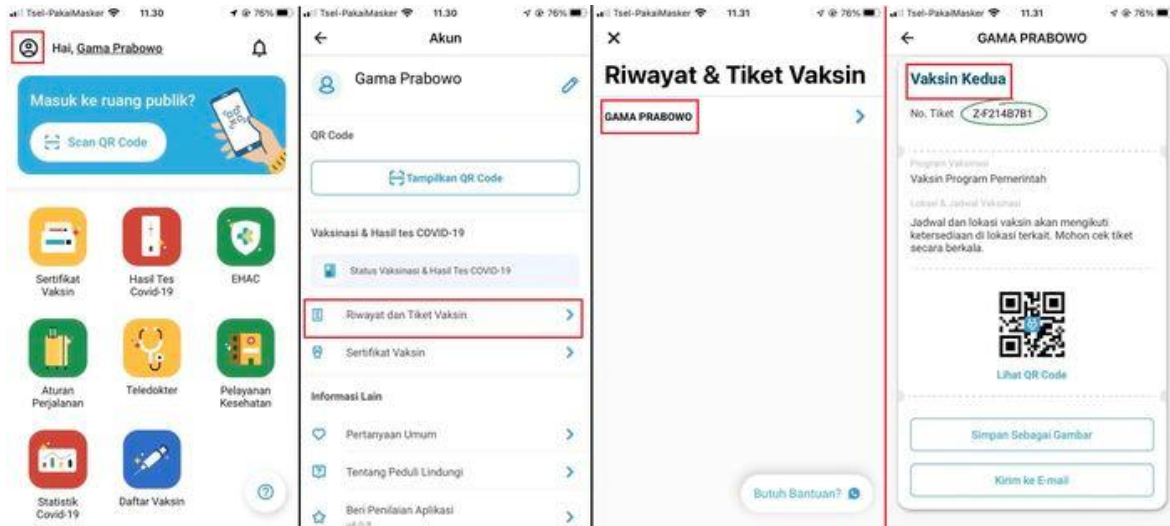 Tsel-PakaiMasker 11.30 76%
Hai, Gama Prabowo
Masuk ke ruang publik?
Scan QR Code
Sertifikat Vaksin
Hasil Tes Covid-19
EHAC
Aturan Perjalanan
Teledokter
Pelayanan Kesehatan
Statistik Covid-19
Daftar Vaksin
Tsel-PakaiMasker 11.30 76%
Akun
Gama Prabowo
QR Code
Tampilkan QR Code
Vaksinasi & Hasil tes COVID-19
Status Vaksinasi & Hasil Tes COVID-19
Riwayat dan Tiket Vaksin
Sertifikat Vaksin
Informasi Lain
Pertanyaan Umum
Tentang Peduli Lindungi
Beri Penilaian Aplikasi
Tsel-PakaiMasker 11.31 76%
Riwayat & Tiket Vaksin
GAMA PRABOWO
Butuh Bantuan?
Tsel-PakaiMasker 11.31 76%
GAMA PRABOWO
Vaksin Kedua
No. Tiket Z-F214B7B1
Program Vaksinasi
Vaksin Program Pemerintah
Lokasi & Jadwal Vaksinasi
Jadwal dan lokasi vaksin akan mengikuti
ketersediaan di lokasi terkait. Mohon cek tiket
secara berkala.
Lihat QR Code
Simpan Sebagai Gambar
Kirim ke E-mail